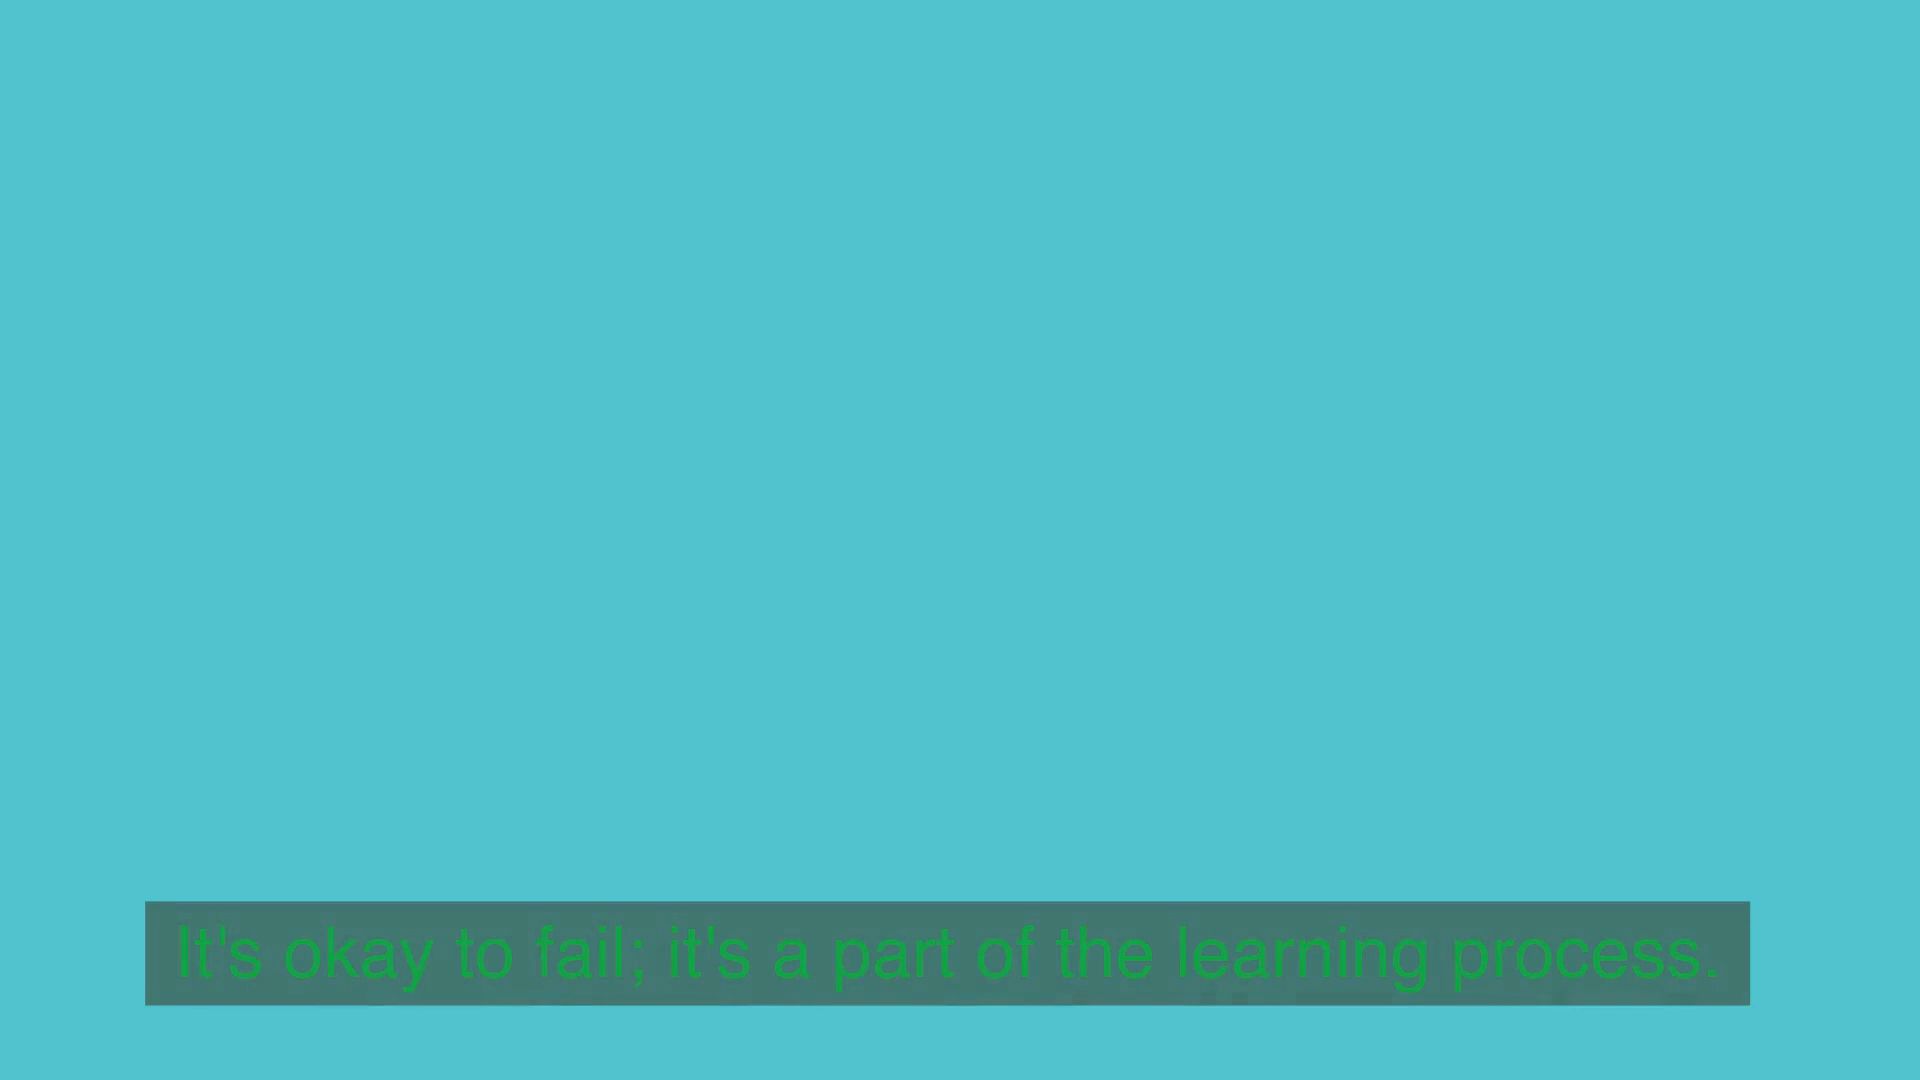 It's okay to fail; it's a part of the learning process.